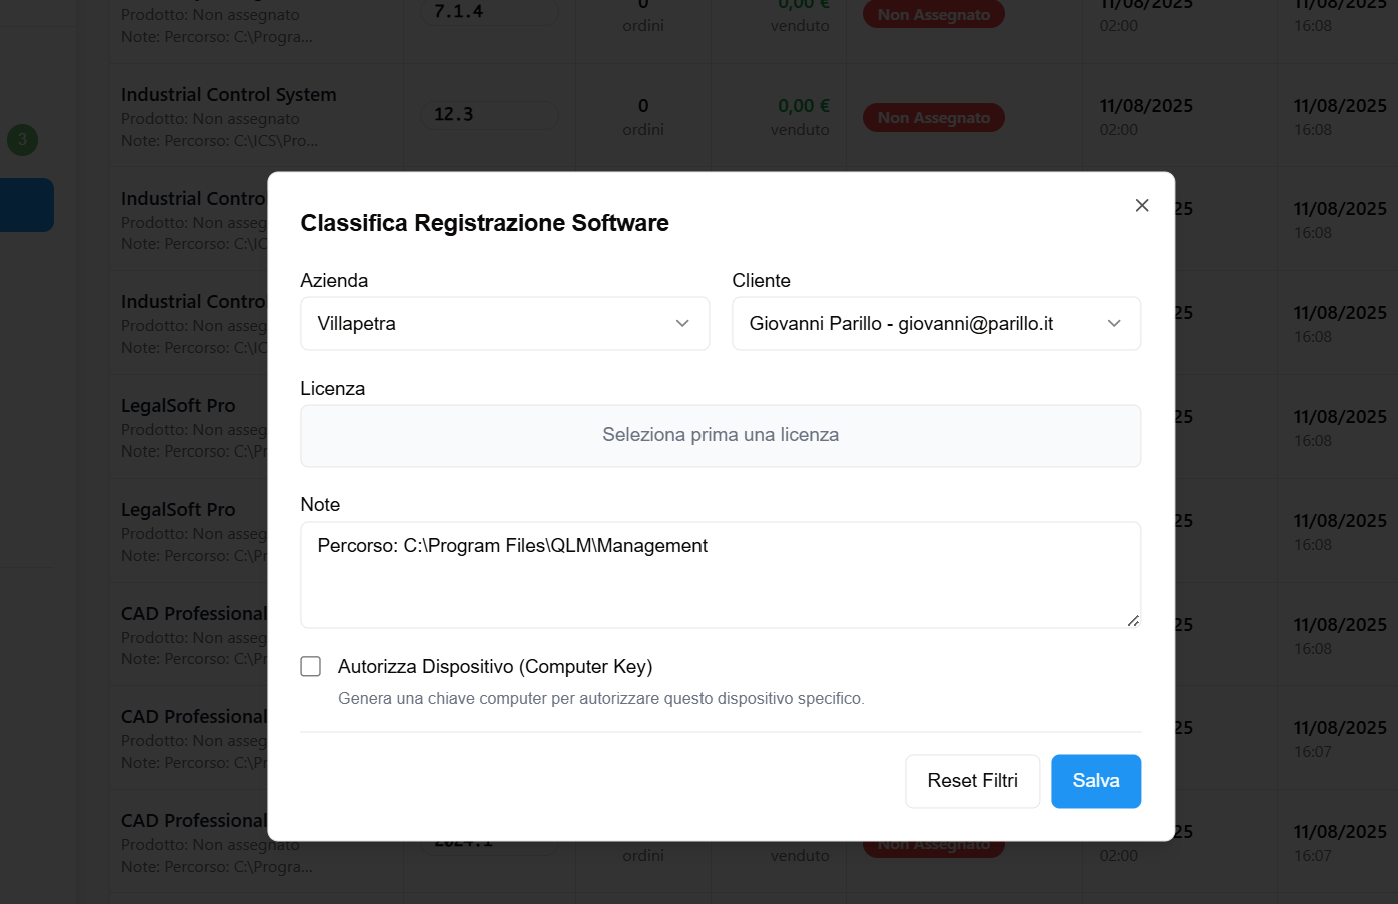 Prodotto: Non assegnato
Note: Percorso: C:\Progra...
7.1.4
0
ordini
0,00 €
venduto
Non Assegnato
11/08/2025
02:00
16:08
Industrial Control System
Prodotto: Non assegnato
Note: Percorso: C:\ICS\Pro...
12.3
0
ordini
0,00 €
venduto
Non Assegnato
11/08/2025
02:00
11/08/2025
16:08
3
Industrial Contro
Prodotto: Non asseg
Note: Percorso: C:\IC
25
11/08/2025
16:08
Industrial Contro
Prodotto: Non asseg
Note: Percorso: C:\IC
25
11/08/2025
16:08
LegalSoft Pro
Prodotto: Non asseg
Note: Percorso: C:\Pr
25
11/08/2025
16:08
LegalSoft Pro
Prodotto: Non asseg
Note: Percorso: C:\Pr
25
11/08/2025
16:08
CAD Professional
Prodotto: Non asseg
Note: Percorso: C:\Pr
25
11/08/2025
16:08
CAD Professional
Prodotto: Non asseg
Note: Percorso: C:\Pr
25
11/08/2025
16:07
CAD Professional
Prodotto: Non assegnato
Note: Percorso: C:\Progra...
2024.1
ordini
venduto
Non Assegnato
25
02:00
11/08/2025
16:07
Classifica Registrazione Software
Azienda
Villapetra
Cliente
Giovanni Parillo - giovanni@parillo.it
Licenza
Seleziona prima una licenza
Note
Percorso: C:\Program Files\QLM\Management
Autorizza Dispositivo (Computer Key)
Genera una chiave computer per autorizzare questo dispositivo specifico.
Reset Filtri
Salva